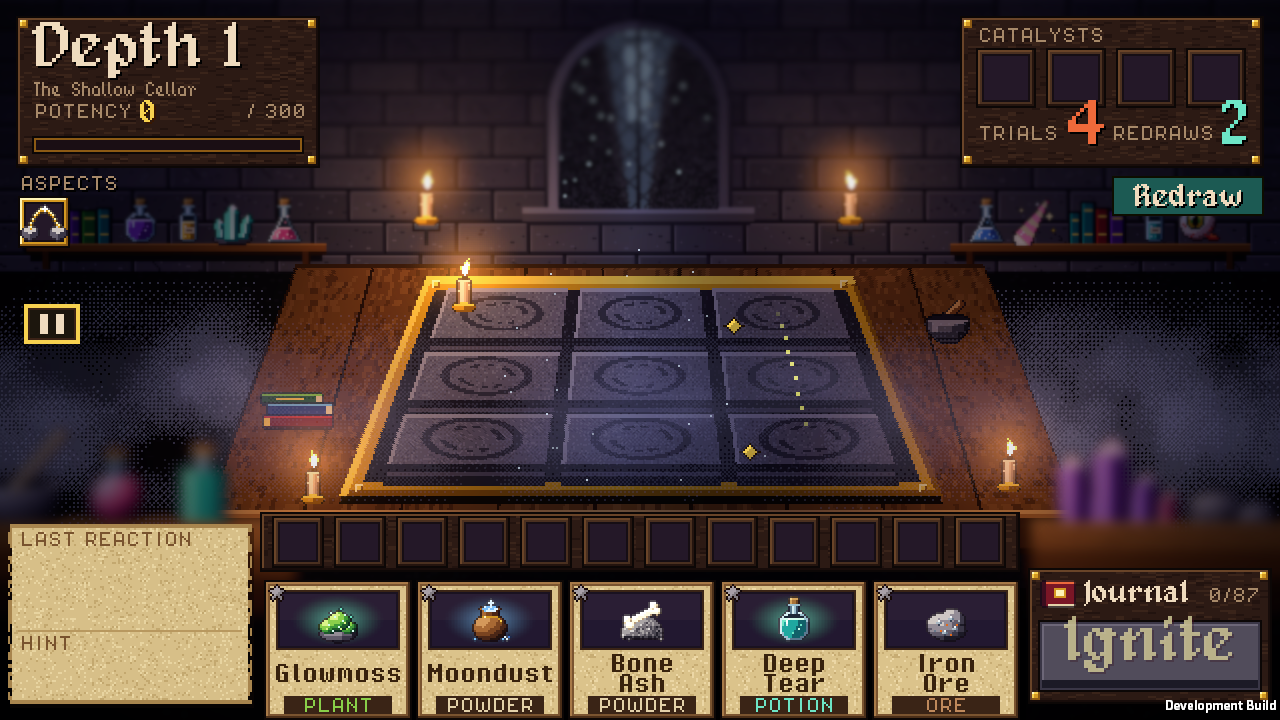 Depth 1
The Shallow Cellar
POTENCY 0 / 300
ASPECTS
CATALYSTS
TRIALS 4 REDRAWS 2
Redraw
LAST REACTION
HINT
Glowmoss
PLANT
Moondust
POWDER
Bone
Ash
POWDER
Deep
Tear
POTION
Iron
Ore
ORE
Journal 0/87
Ignite
Development Build